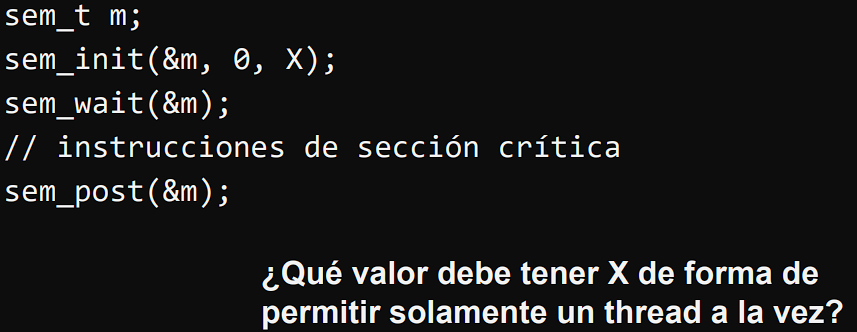 sem_t m;
sem_init(&m, 0, X);
sem_wait(&m);
// instrucciones de sección crítica
sem_post(&m);
¿Qué valor debe tener X de forma de
permitir solamente un thread a la vez?